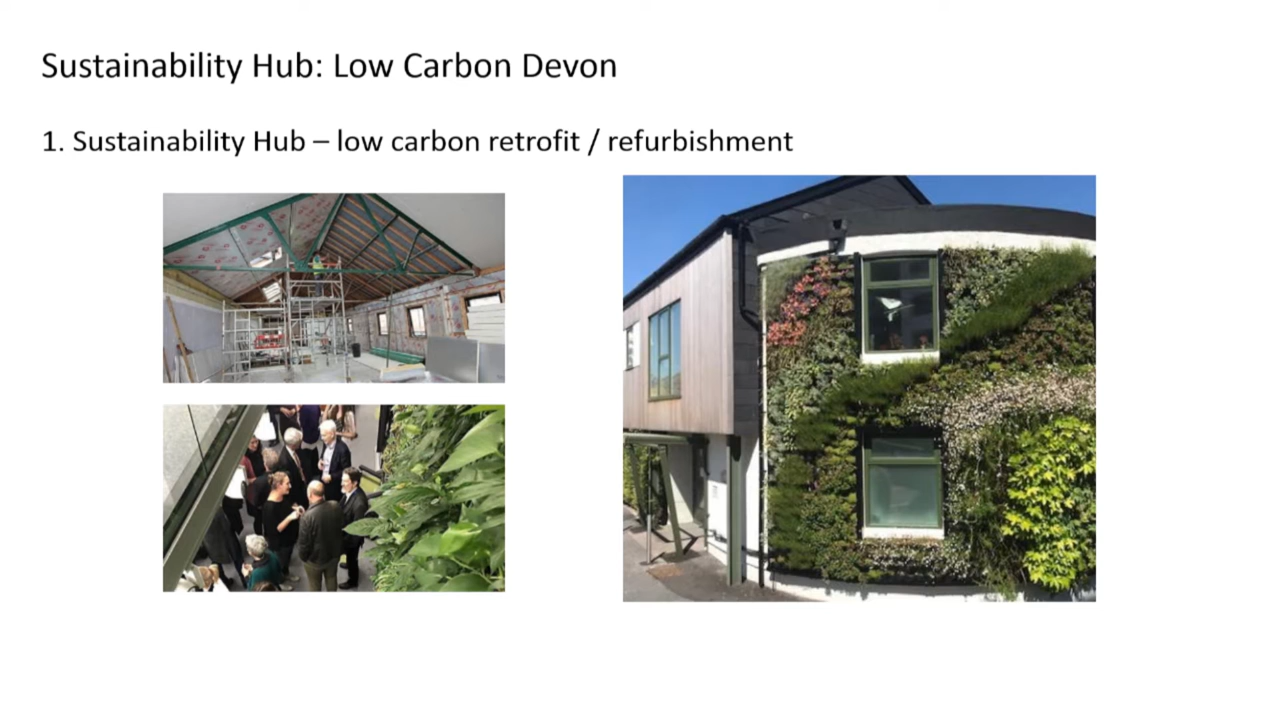 Sustainability Hub: Low Carbon Devon
1. Sustainability Hub – low carbon retrofit / refurbishment